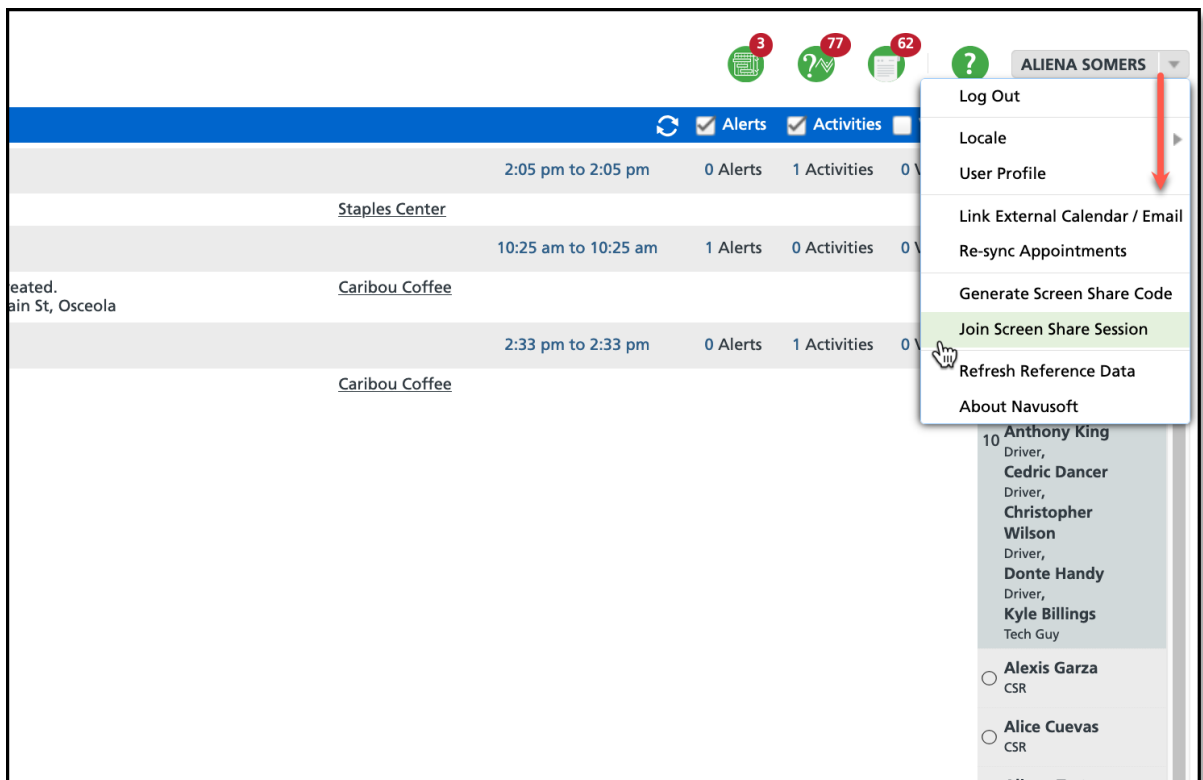 3
77
62
?
?
ALIENA SOMERS
Log Out
Locale
User Profile
Link External Calendar / Email
Re-sync Appointments
Generate Screen Share Code
Join Screen Share Session
Refresh Reference Data
About Navusoft
Alerts Activities
2:05 pm to 2:05 pm 0 Alerts 1 Activities 0
Staples Center
10:25 am to 10:25 am 1 Alerts 0 Activities 0
eated. Caribou Coffee
ain St, Osceola
2:33 pm to 2:33 pm 0 Alerts 1 Activities 0
Caribou Coffee
10 Anthony King
Driver,
Cedric Dancer
Driver,
Christopher
Wilson
Driver,
Donte Handy
Driver,
Kyle Billings
Tech Guy
Alexis Garza
CSR
Alice Cuevas
CSR